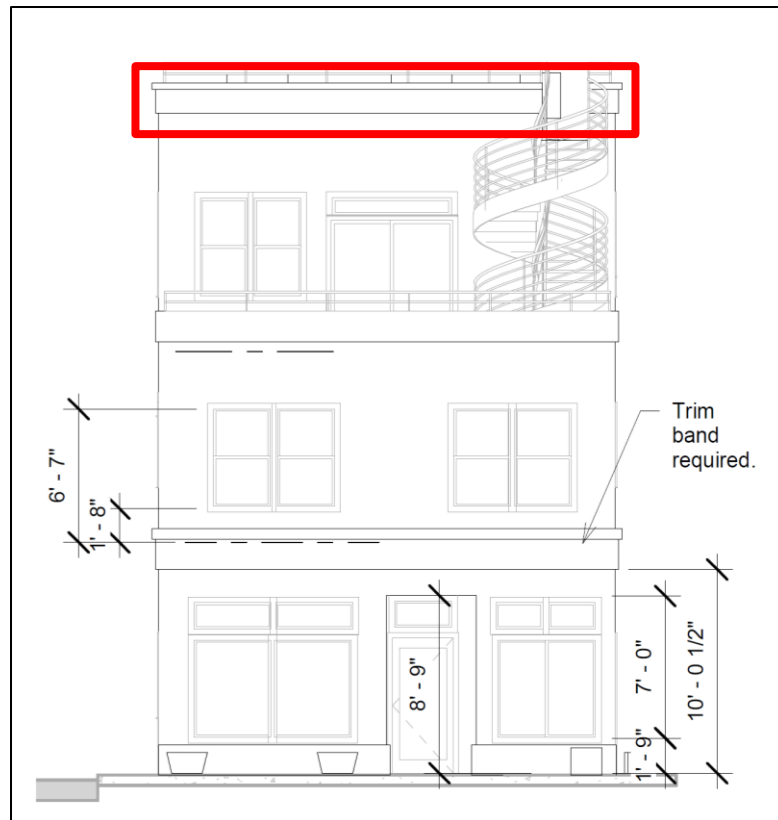 Trim
band
required.
6' - 7"
1' - 8"
8' - 9"
7' - 0"
1' - 9"
10' - 0 1/2"